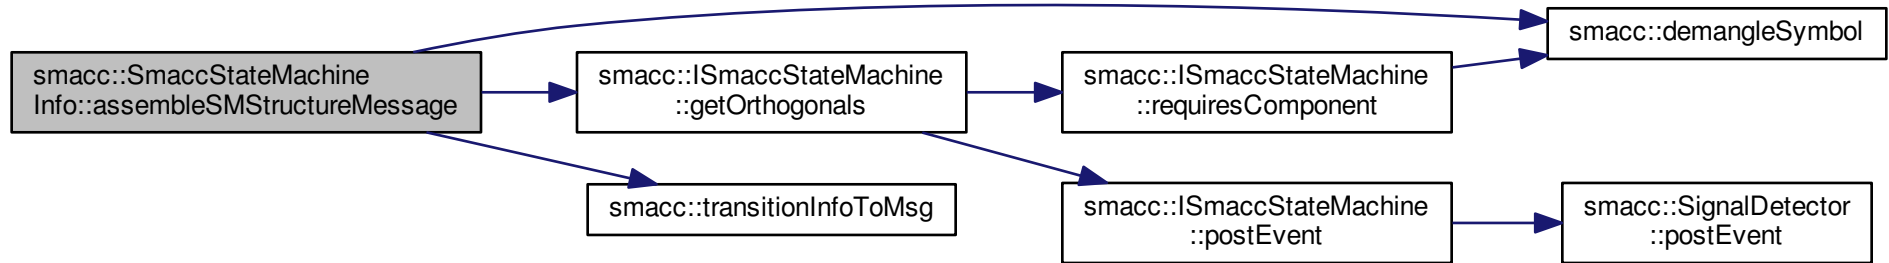 smacc::SmaccStateMachine
Info::assembleSMStructureMessage
smacc::ISmaccStateMachine
::getOrthogonals
smacc::transitionInfoToMsg
smacc::ISmaccStateMachine
::requiresComponent
smacc::ISmaccStateMachine
::postEvent
smacc::demangleSymbol
smacc::SignalDetector
::postEvent